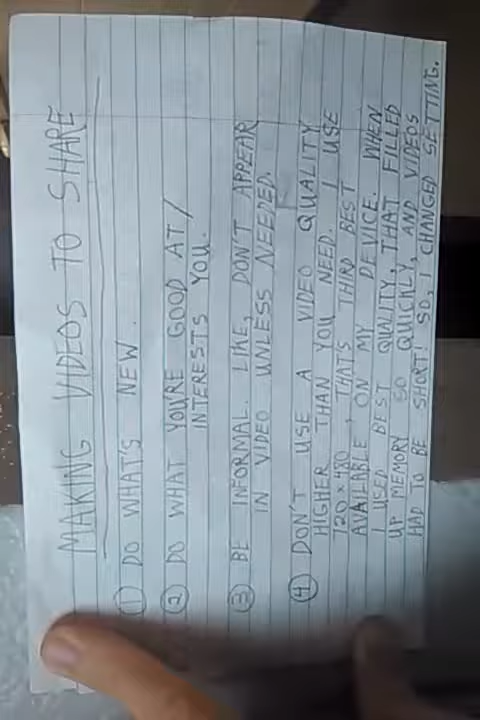 MAKING VIDEOS TO SHARE
① DO WHAT'S NEW.
② DO WHAT YOU'RE GOOD AT/
INTERESTS YOU.
③ BE INFORMAL. LIKE, DON'T APPEAR
IN VIDEO UNLESS NEEDED.
④ DON'T USE A VIDEO QUALITY
HIGHER THAN YOU NEED. I USE
720×480, THAT'S THIRD BEST
AVAILABLE ON MY DEVICE. WHEN
I USED BEST QUALITY, THAT FILLED
UP MEMORY SO QUICKLY, AND VIDEOS
HAD TO BE SHORT! SO, I CHANGED SETTING.